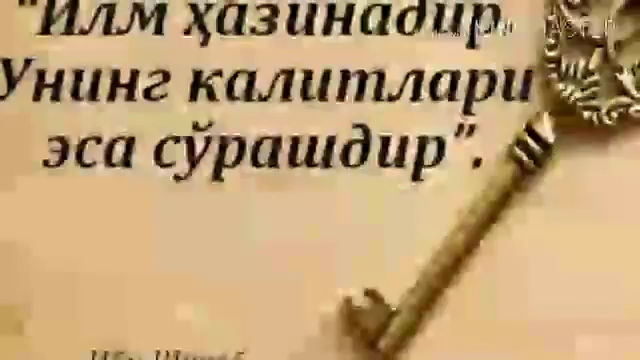 "Илм ҳазинадир
Унинг калитлари
эса сўрашдир".